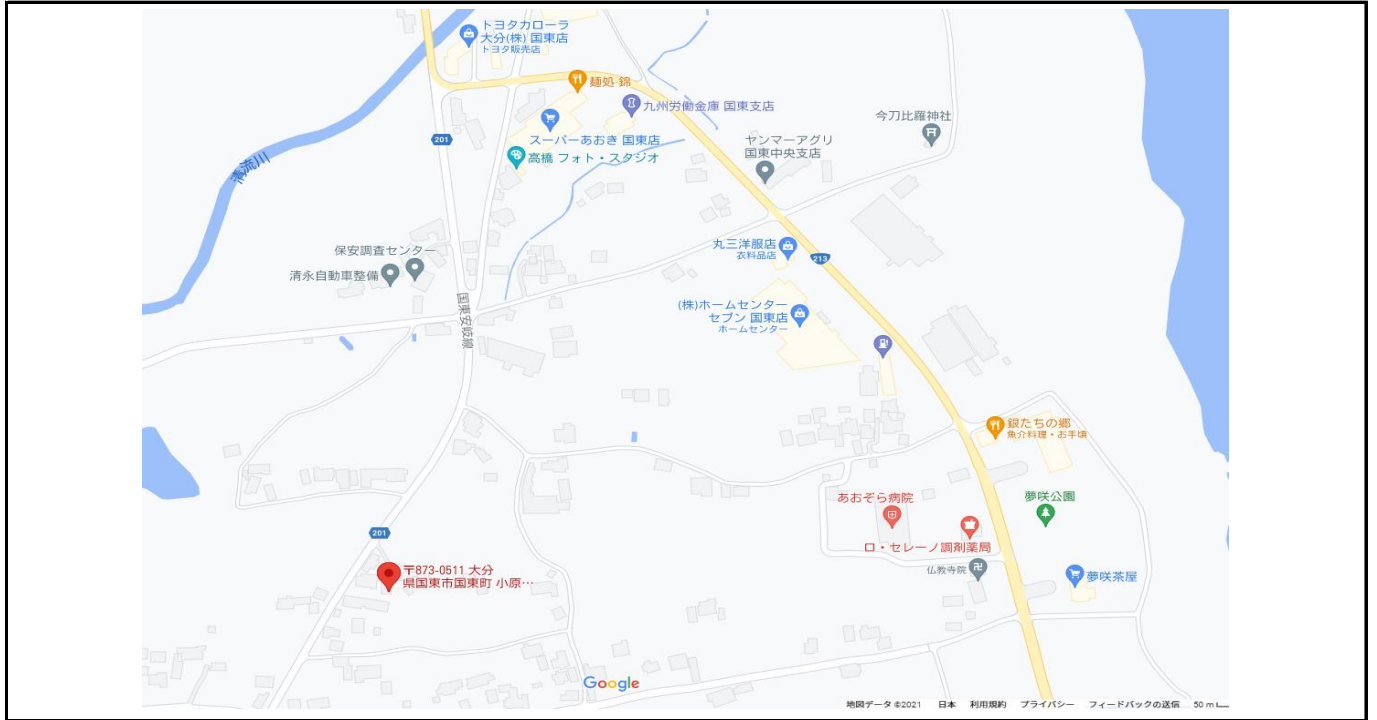 トヨタカローラ
大分(株) 国東店
トヨタ販売店
麺処 錦
九州労働金庫 国東支店
スーパーあおき 国東店
高橋 フォト・スタジオ
201
清流川
今刀比羅神社
ヤンマーアグリ
国東中央支店
丸三洋服店
衣料品店
213
保安調査センター
清永自動車整備
国東安岐線
(株)ホームセンター
セブン 国東店
ホームセンター
銀たちの郷
魚介料理・お手頃
あおぞら病院
夢咲公園
ロ・セレーノ調剤薬局
仏教寺院
夢咲茶屋
201
〒873-0511 大分
県国東市国東町 小原…
Google
地図データ ©2021 日本 利用規約 プライバシー フィードバックの送信 50 m